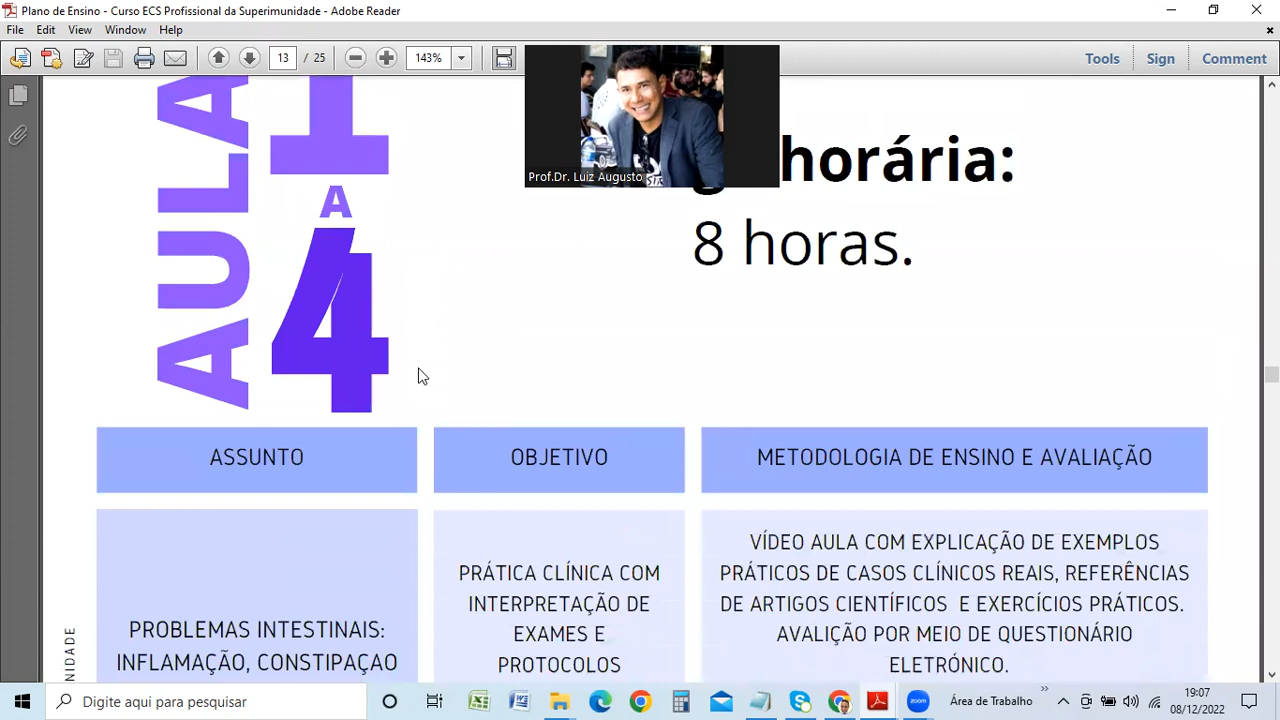 Plano de Ensino - Curso ECS Profissional da Superimunidade - Adobe Reader
File Edit View Window Help
13 / 25 143% Tools Sign Comment
AULA
1
A
4
horária:
8 horas.
Prof.Dr. Luiz Augusto
ASSUNTO
OBJETIVO
METODOLOGIA DE ENSINO E AVALIAÇÃO
PROBLEMAS INTESTINAIS:
INFLAMAÇÃO, CONSTIPAÇAO
PRÁTICA CLÍNICA COM
INTERPRETAÇÃO DE
EXAMES E
PROTOCOLOS
VÍDEO AULA COM EXPLICAÇÃO DE EXEMPLOS
PRÁTICOS DE CASOS CLÍNICOS REAIS, REFERÊNCIAS
DE ARTIGOS CIENTÍFICOS E EXERCÍCIOS PRÁTICOS.
AVALIÇÃO POR MEIO DE QUESTIONÁRIO
ELETRÓNICO.
NIDADE
Digite aqui para pesquisar
zoom
Área de Trabalho
19:07
08/12/2022